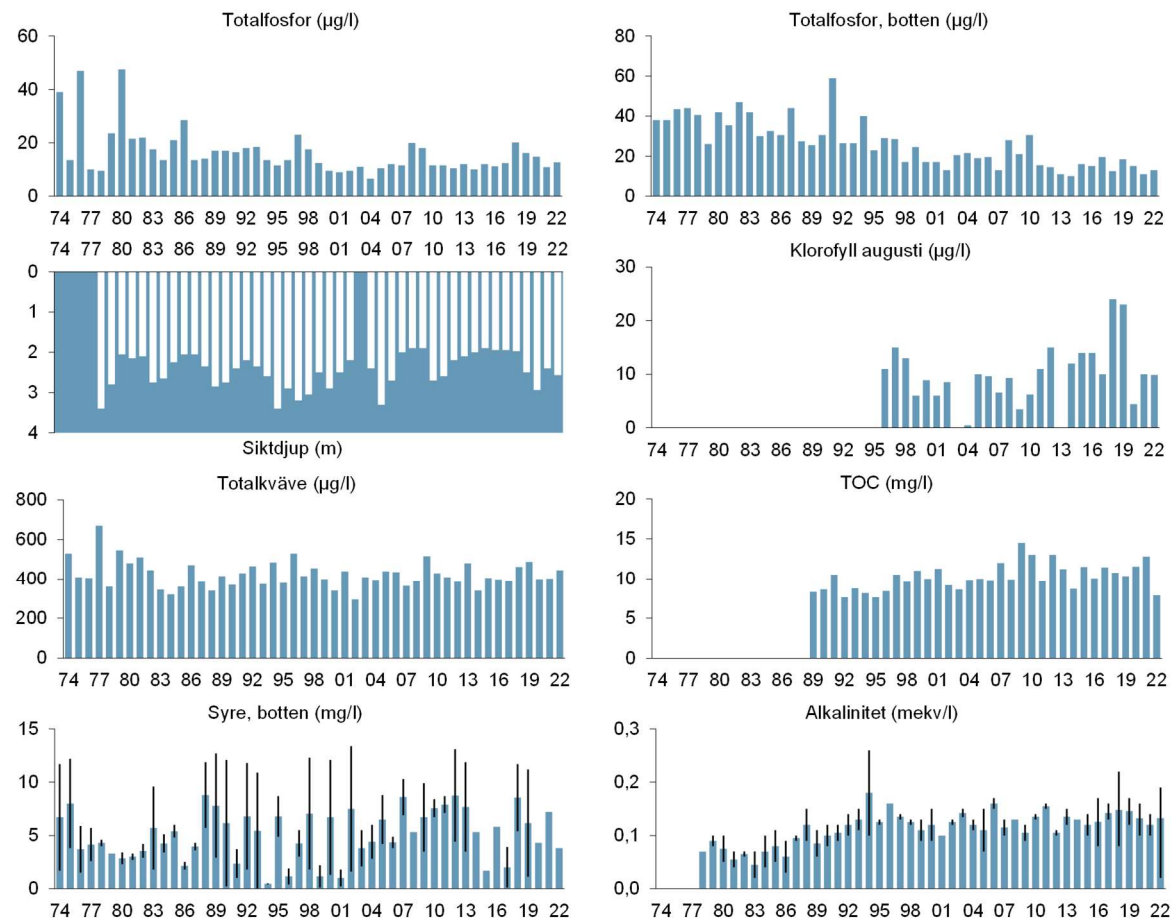 Totalfosfor (µg/l)
60
40
20
0
74 77 80 83 86 89 92 95 98 01 04 07 10 13 16 19 22
Totalfosfor, botten (µg/l)
80
60
40
20
0
74 77 80 83 86 89 92 95 98 01 04 07 10 13 16 19 22
74 77 80 83 86 89 92 95 98 01 04 07 10 13 16 19 22
0
1
2
3
4
Siktdjup (m)
Klorofyll augusti (µg/l)
30
20
10
0
74 77 80 83 86 89 92 95 98 01 04 07 10 13 16 19 22
Totalkväve (µg/l)
800
600
400
200
0
74 77 80 83 86 89 92 95 98 01 04 07 10 13 16 19 22
TOC (mg/l)
20
15
10
5
0
74 77 80 83 86 89 92 95 98 01 04 07 10 13 16 19 22
Syre, botten (mg/l)
15
10
5
0
74 77 80 83 86 89 92 95 98 01 04 07 10 13 16 19 22
Alkalinitet (mekv/l)
0,3
0,2
0,1
0,0
74 77 80 83 86 89 92 95 98 01 04 07 10 13 16 19 22